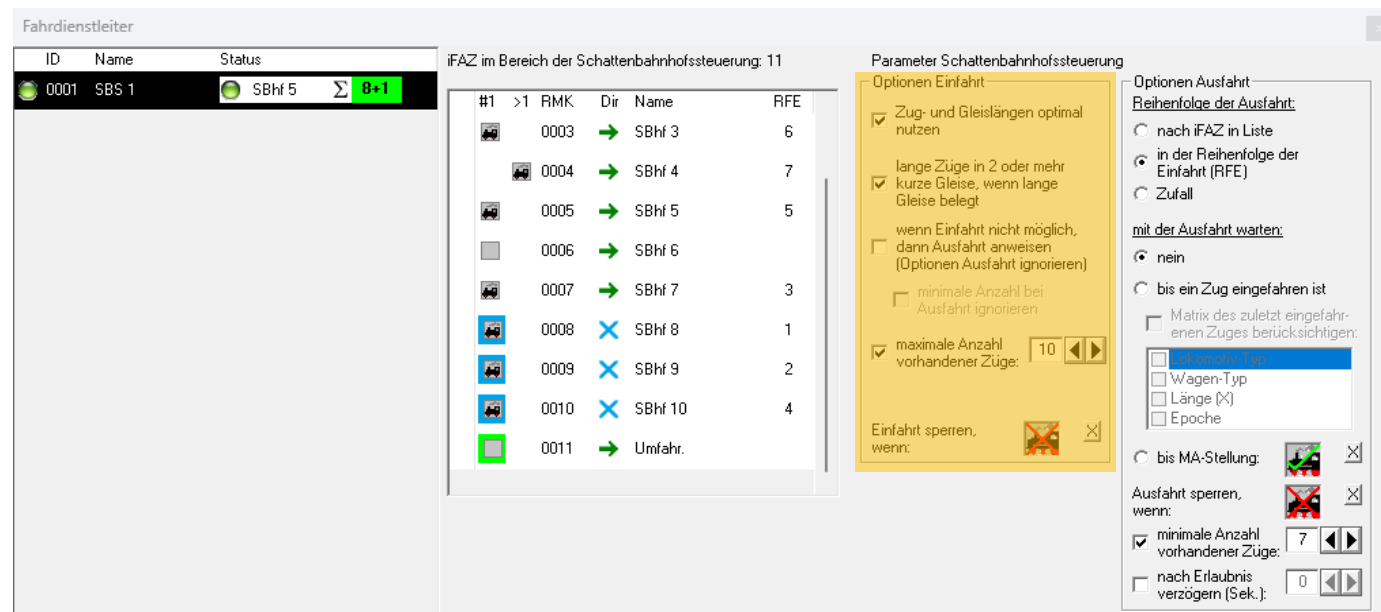 Fahrdienstleiter
ID Name Status
0001 SBS 1 SBhf 5 Σ 8+1
iFAZ im Bereich der Schattenbahnhofssteuerung: 11
#1 >1 RMK Dir Name RFE
0003 SBhf 3 6
0004 SBhf 4 7
0005 SBhf 5 5
0006 SBhf 6
0007 SBhf 7 3
0008 SBhf 8 1
0009 SBhf 9 2
0010 SBhf 10 4
0011 Umfahr.
Parameter Schattenbahnhofssteuerung
Optionen Einfahrt
Zug- und Gleislängen optimal
nutzen
lange Züge in 2 oder mehr
kurze Gleise, wenn lange
Gleise belegt
wenn Einfahrt nicht möglich,
dann Ausfahrt anweisen
(Optionen Ausfahrt ignorieren)
minimale Anzahl bei
Ausfahrt ignorieren
maximale Anzahl
vorhandener Züge: 10
Einfahrt sperren,
wenn: X
Optionen Ausfahrt
Reihenfolge der Ausfahrt:
nach iFAZ in Liste
in der Reihenfolge der
Einfahrt (RFE)
Zufall
mit der Ausfahrt warten:
nein
bis ein Zug eingefahren ist
Matrix des zuletzt eingefahr-
enen Zuges berücksichtigen:
Lokomotiv-Typ
Wagen-Typ
Länge (X)
Epoche
bis MA-Stellung: X
Ausfahrt sperren,
wenn: X
minimale Anzahl
vorhandener Züge: 7
nach Erlaubnis
verzögern (Sek.): 0